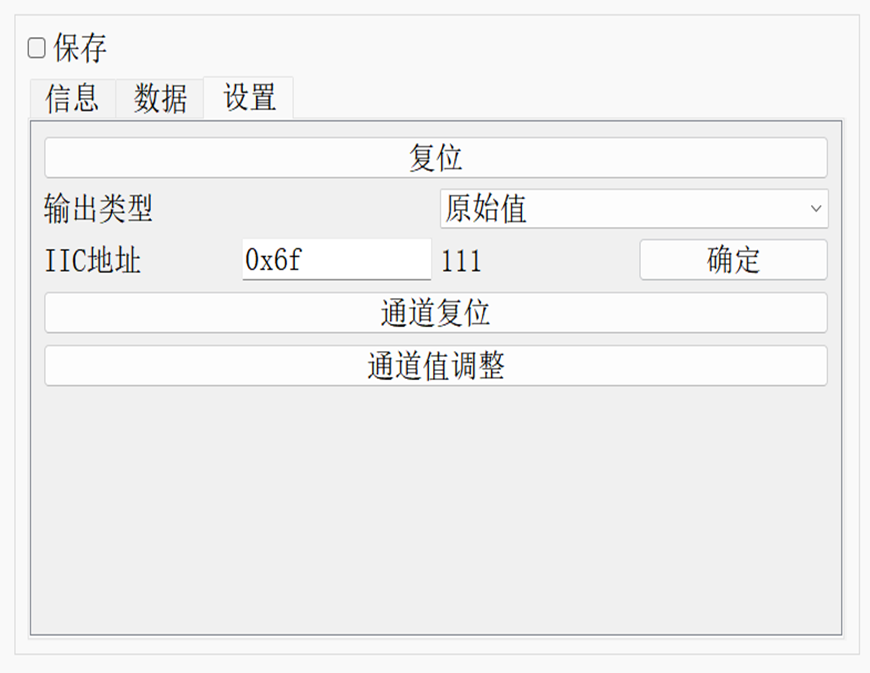 保存
信息 数据 设置
复位
输出类型 原始值
IIC地址 0x6f 111 确定
通道复位
通道值调整